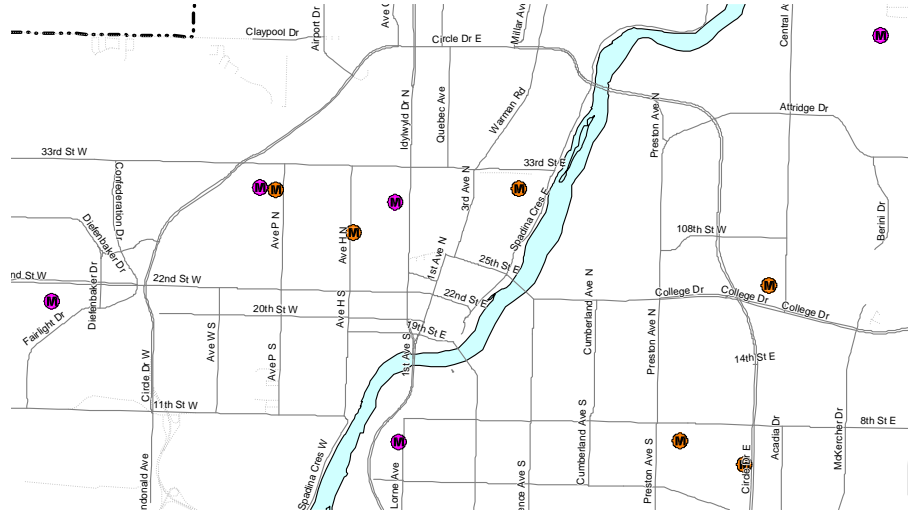 Claypool Dr
Airport Dr
Ave C
Circle Dr E
Millar Ave
Central A
M
Idylwyld Dr N
Quebec Ave
Warman Rd
Preston Ave N
Attridge Dr
33rd St W
33rd St E
Confederation Dr
M
M
M
M
3rd Ave N
Spadina Cres E
Ave P N
Ave H N
M
Diefenbaker Dr
108th St W
Berini Dr
1st Ave N
25th St E
nd St W
22nd St W
22nd St E
Diefenbaker Dr
M
M
College Dr
College Dr
College Dr
Cumberland Ave N
Fairlight Dr
20th St W
Ave H S
Ave W S
19th St E
Preston Ave N
Circle Dr W
Ave P S
1st Ave S
14th St E
11th St W
8th St E
M
M
M
Spadina Cres W
Lorne Ave
ence Ave S
Cumberland Ave S
Preston Ave S
Circle Dr E
Acadia Dr
McKercher Dr
ndonald Ave